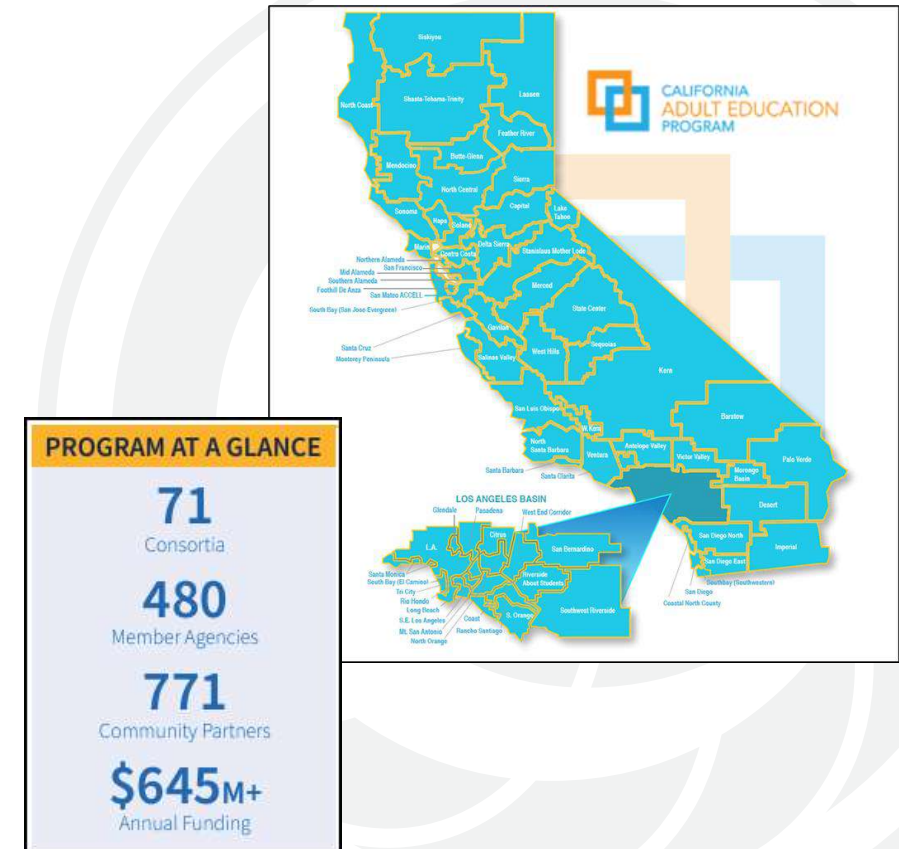 CALIFORNIA
ADULT EDUCATION
PROGRAM
Siskiyou
North Coast
Shasta-Tehama-Trinity
Lassen
Feather River
Butte-Glenn
Mendocino
North Central
Sierra
Sonoma
Napa
Solano
Capital
Lake
Tahoe
Marin
Contra Costa
Delta Sierra
Stanislaus Mother Lode
Northern Alameda
San Francisco
Mid Alameda
Southern Alameda
Foothill De Anza
San Mateo ACCELL
South Bay (San Jose Evergreen)
Merced
State Center
Gavilan
Santa Cruz
Monterey Peninsula
Salinas Valley
West Hills
Sequoias
Kern
San Luis Obispo
W. Kern
Barstow
North
Santa Barbara
Ventura
Antelope Valley
Victor Valley
Palo Verde
Morongo
Basin
Santa Barbara
Santa Clarita
Desert
San Diego North
Imperial
San Diego East
Southbay (Southwestern)
San Diego
Coastal North County
LOS ANGELES BASIN
Glendale
Pasadena
West End Corridor
L.A.
Citrus
San Bernardino
Santa Monica
South Bay (El Camino)
Tri City
Rio Hondo
Long Beach
S.E. Los Angeles
Mt. San Antonio
North Orange
Coast
Rancho Santiago
S. Orange
Riverside
About Students
Southwest Riverside
PROGRAM AT A GLANCE
71
Consortia
480
Member Agencies
771
Community Partners
$645M+
Annual Funding